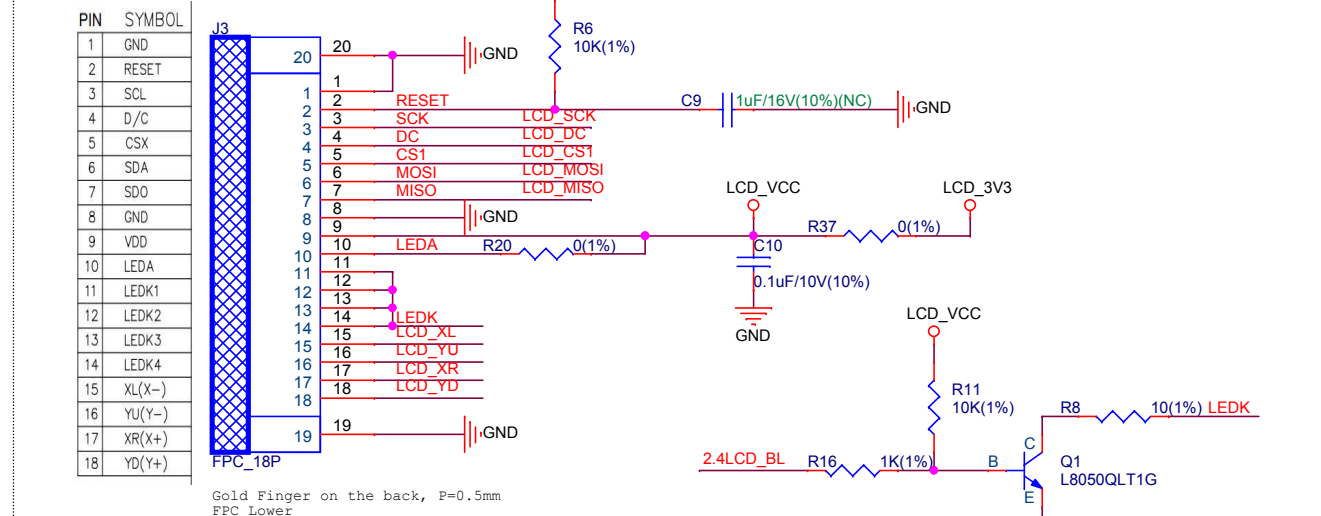 PIN SYMBOL
1 GND
2 RESET
3 SCL
4 D/C
5 CSX
6 SDA
7 SDO
8 GND
9 VDD
10 LEDA
11 LEDK1
12 LEDK2
13 LEDK3
14 LEDK4
15 XL(X-)
16 YU(Y-)
17 XR(X+)
18 YD(Y+)
J3
20 20 GND
1 1
2 2 RESET
3 3 SCK LCD_SCK
4 4 DC LCD_DC
5 5 CS1 LCD_CS1
6 6 MOSI LCD_MOSI
7 7 MISO LCD_MISO
8 8 GND
9 9
10 10 LEDA R20 0(1%)
11 11
12 12
13 13
14 14 LEDK
15 15 LCD_XL
16 16 LCD_YU
17 17 LCD_XR
18 18 LCD_YD
19 19 GND
FPC_18P
Gold Finger on the back, P=0.5mm
FPC Lower
R6
10K(1%)
C9 1uF/16V(10%)(NC) GND
LCD_VCC LCD_3V3
R37 0(1%)
C10
0.1uF/10V(10%)
GND
LCD_VCC
R11
10K(1%)
R8 10(1%) LEDK
2.4LCD_BL R16 1K(1%) B C E
Q1
L8050QLT1G